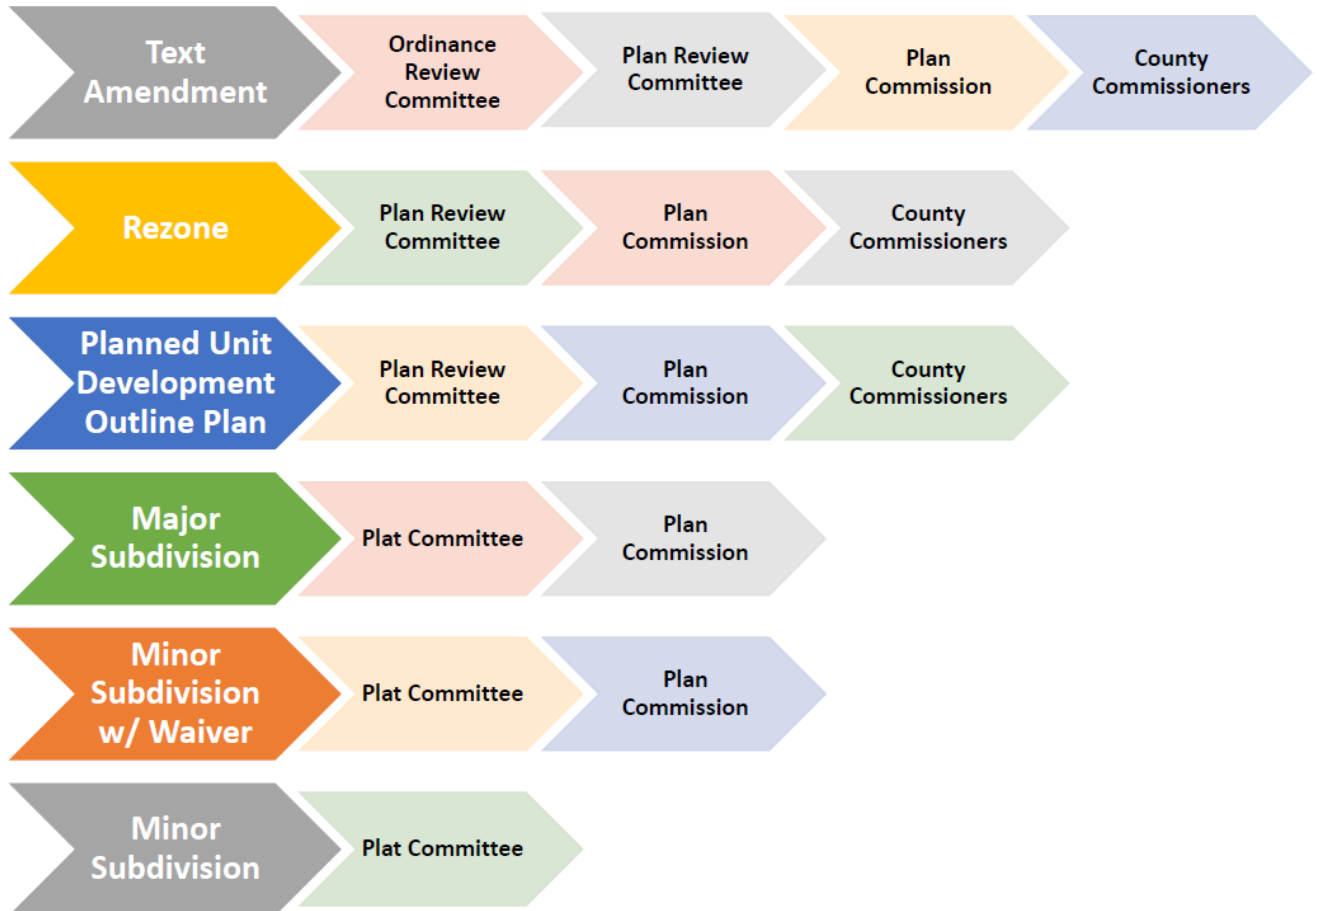 Text
Amendment
Ordinance
Review
Committee
Plan Review
Committee
Plan
Commission
County
Commissioners
Rezone
Plan Review
Committee
Plan
Commission
County
Commissioners
Planned Unit
Development
Outline Plan
Plan Review
Committee
Plan
Commission
County
Commissioners
Major
Subdivision
Plat Committee
Plan
Commission
Minor
Subdivision
w/ Waiver
Plat Committee
Plan
Commission
Minor
Subdivision
Plat Committee